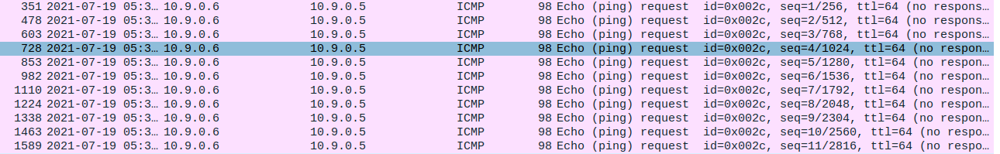 351 2021-07-19 05:3… 10.9.0.6 10.9.0.5 ICMP 98 Echo (ping) request id=0x002c, seq=1/256, ttl=64 (no respons…
478 2021-07-19 05:3… 10.9.0.6 10.9.0.5 ICMP 98 Echo (ping) request id=0x002c, seq=2/512, ttl=64 (no respons…
603 2021-07-19 05:3… 10.9.0.6 10.9.0.5 ICMP 98 Echo (ping) request id=0x002c, seq=3/768, ttl=64 (no respons…
728 2021-07-19 05:3… 10.9.0.6 10.9.0.5 ICMP 98 Echo (ping) request id=0x002c, seq=4/1024, ttl=64 (no respon…
853 2021-07-19 05:3… 10.9.0.6 10.9.0.5 ICMP 98 Echo (ping) request id=0x002c, seq=5/1280, ttl=64 (no respon…
982 2021-07-19 05:3… 10.9.0.6 10.9.0.5 ICMP 98 Echo (ping) request id=0x002c, seq=6/1536, ttl=64 (no respon…
1110 2021-07-19 05:3… 10.9.0.6 10.9.0.5 ICMP 98 Echo (ping) request id=0x002c, seq=7/1792, ttl=64 (no respon…
1224 2021-07-19 05:3… 10.9.0.6 10.9.0.5 ICMP 98 Echo (ping) request id=0x002c, seq=8/2048, ttl=64 (no respon…
1338 2021-07-19 05:3… 10.9.0.6 10.9.0.5 ICMP 98 Echo (ping) request id=0x002c, seq=9/2304, ttl=64 (no respon…
1463 2021-07-19 05:3… 10.9.0.6 10.9.0.5 ICMP 98 Echo (ping) request id=0x002c, seq=10/2560, ttl=64 (no respo…
1589 2021-07-19 05:3… 10.9.0.6 10.9.0.5 ICMP 98 Echo (ping) request id=0x002c, seq=11/2816, ttl=64 (no respo…